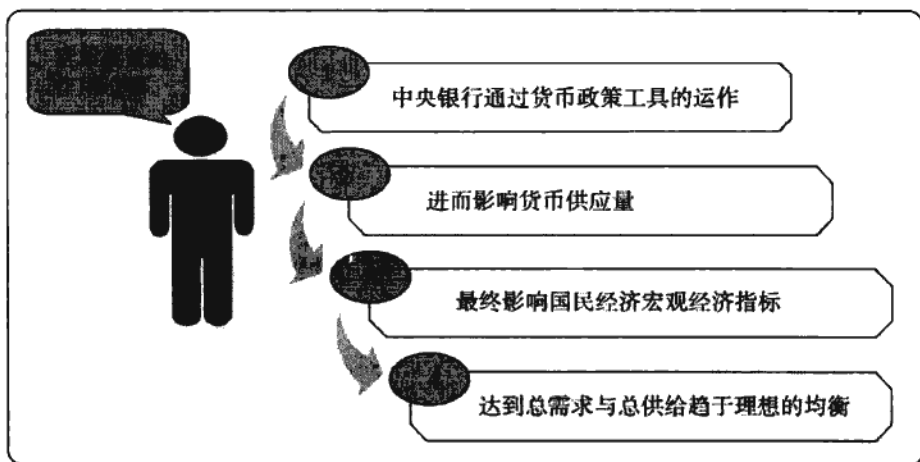 中央银行通过货币政策工具的运作
进而影响货币供应量
最终影响国民经济宏观经济指标
达到总需求与总供给趋于理想的均衡